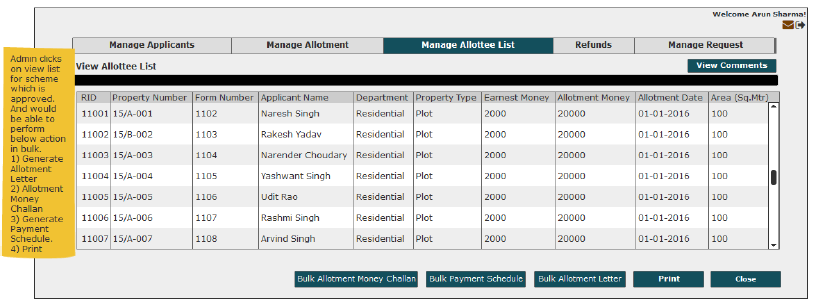 Welcome Arun Sharma!
Manage Applicants Manage Allotment Manage Allottee List Refunds Manage Request
View Allottee List View Comments
RID Property Number Form Number Applicant Name Department Property Type Earnest Money Allotment Money Allotment Date Area (Sq.Mtr)
11001 15/A-001 1102 Naresh Singh Residential Plot 2000 20000 01-01-2016 100
11002 15/B-002 1103 Rakesh Yadav Residential Plot 2000 20000 01-01-2016 100
11003 15/A-003 1104 Narender Choudary Residential Plot 2000 20000 01-01-2016 100
11004 15/A-004 1105 Yashwant Singh Residential Plot 2000 20000 01-01-2016 100
11005 15/A-005 1106 Udit Rao Residential Plot 2000 20000 01-01-2016 100
11006 15/A-006 1107 Rashmi Singh Residential Plot 2000 20000 01-01-2016 100
11007 15/A-007 1108 Arvind Singh Residential Plot 2000 20000 01-01-2016 100
Bulk Allotment Money Challan Bulk Payment Schedule Bulk Allotment Letter Print Close
Admin clicks
on view list
for scheme
which is
approved.
And would
be able to
perform
below action
in bulk.
1) Generate
Allotment
Letter
2) Allotment
Money
Challan
3) Generate
Payment
Schedule.
4) Print